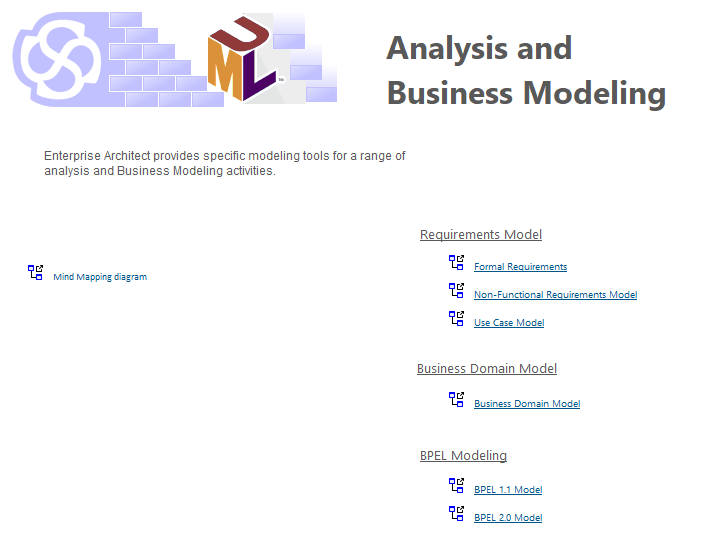 UML
™
Analysis and
Business Modeling
Enterprise Architect provides specific modeling tools for a range of
analysis and Business Modeling activities.
Mind Mapping diagram
Requirements Model
Formal Requirements
Non-Functional Requirements Model
Use Case Model
Business Domain Model
Business Domain Model
BPEL Modeling
BPEL 1.1 Model
BPEL 2.0 Model